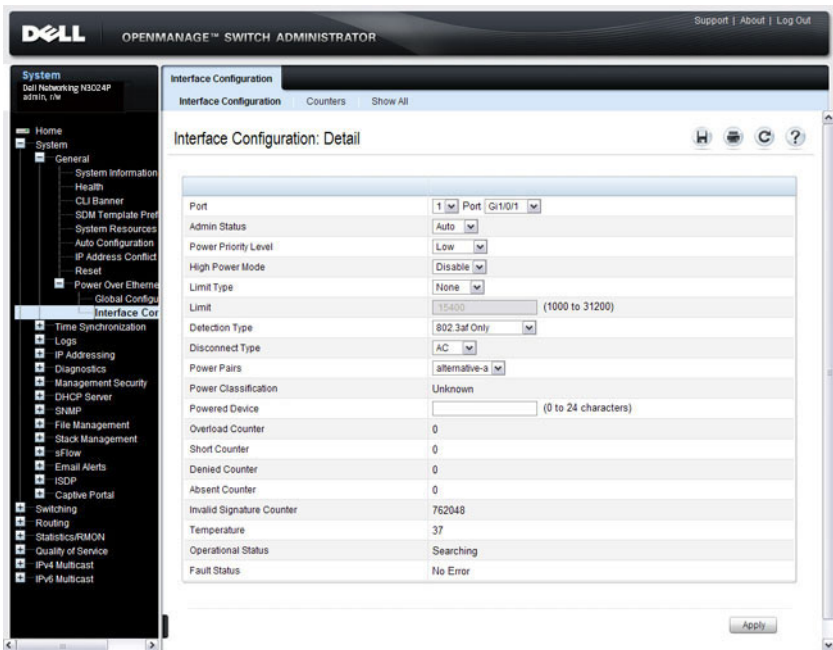 Support | About | Log Out
DELL OPENMANAGE™ SWITCH ADMINISTRATOR
System
Dell Networking N3024P
admin, r/w
Home
System
General
System Information
Health
CLI Banner
SDM Template Pref
System Resources
Auto Configuration
IP Address Conflict
Reset
Power Over Etherne
Global Configu
Interface Cor
Time Synchronization
Logs
IP Addressing
Diagnostics
Management Security
DHCP Server
SNMP
File Management
Stack Management
sFlow
Email Alerts
ISDP
Captive Portal
Switching
Routing
Statistics/RMON
Quality of Service
IPv4 Multicast
IPv6 Multicast
Interface Configuration
Interface Configuration Counters Show All
Interface Configuration: Detail
?
Port 1 Port Gi1/0/1
Admin Status Auto
Power Priority Level Low
High Power Mode Disable
Limit Type None
Limit 15400 (1000 to 31200)
Detection Type 802.3af Only
Disconnect Type AC
Power Pairs alternative-a
Power Classification Unknown
Powered Device (0 to 24 characters)
Overload Counter 0
Short Counter 0
Denied Counter 0
Absent Counter 0
Invalid Signature Counter 762048
Temperature 37
Operational Status Searching
Fault Status No Error
Apply